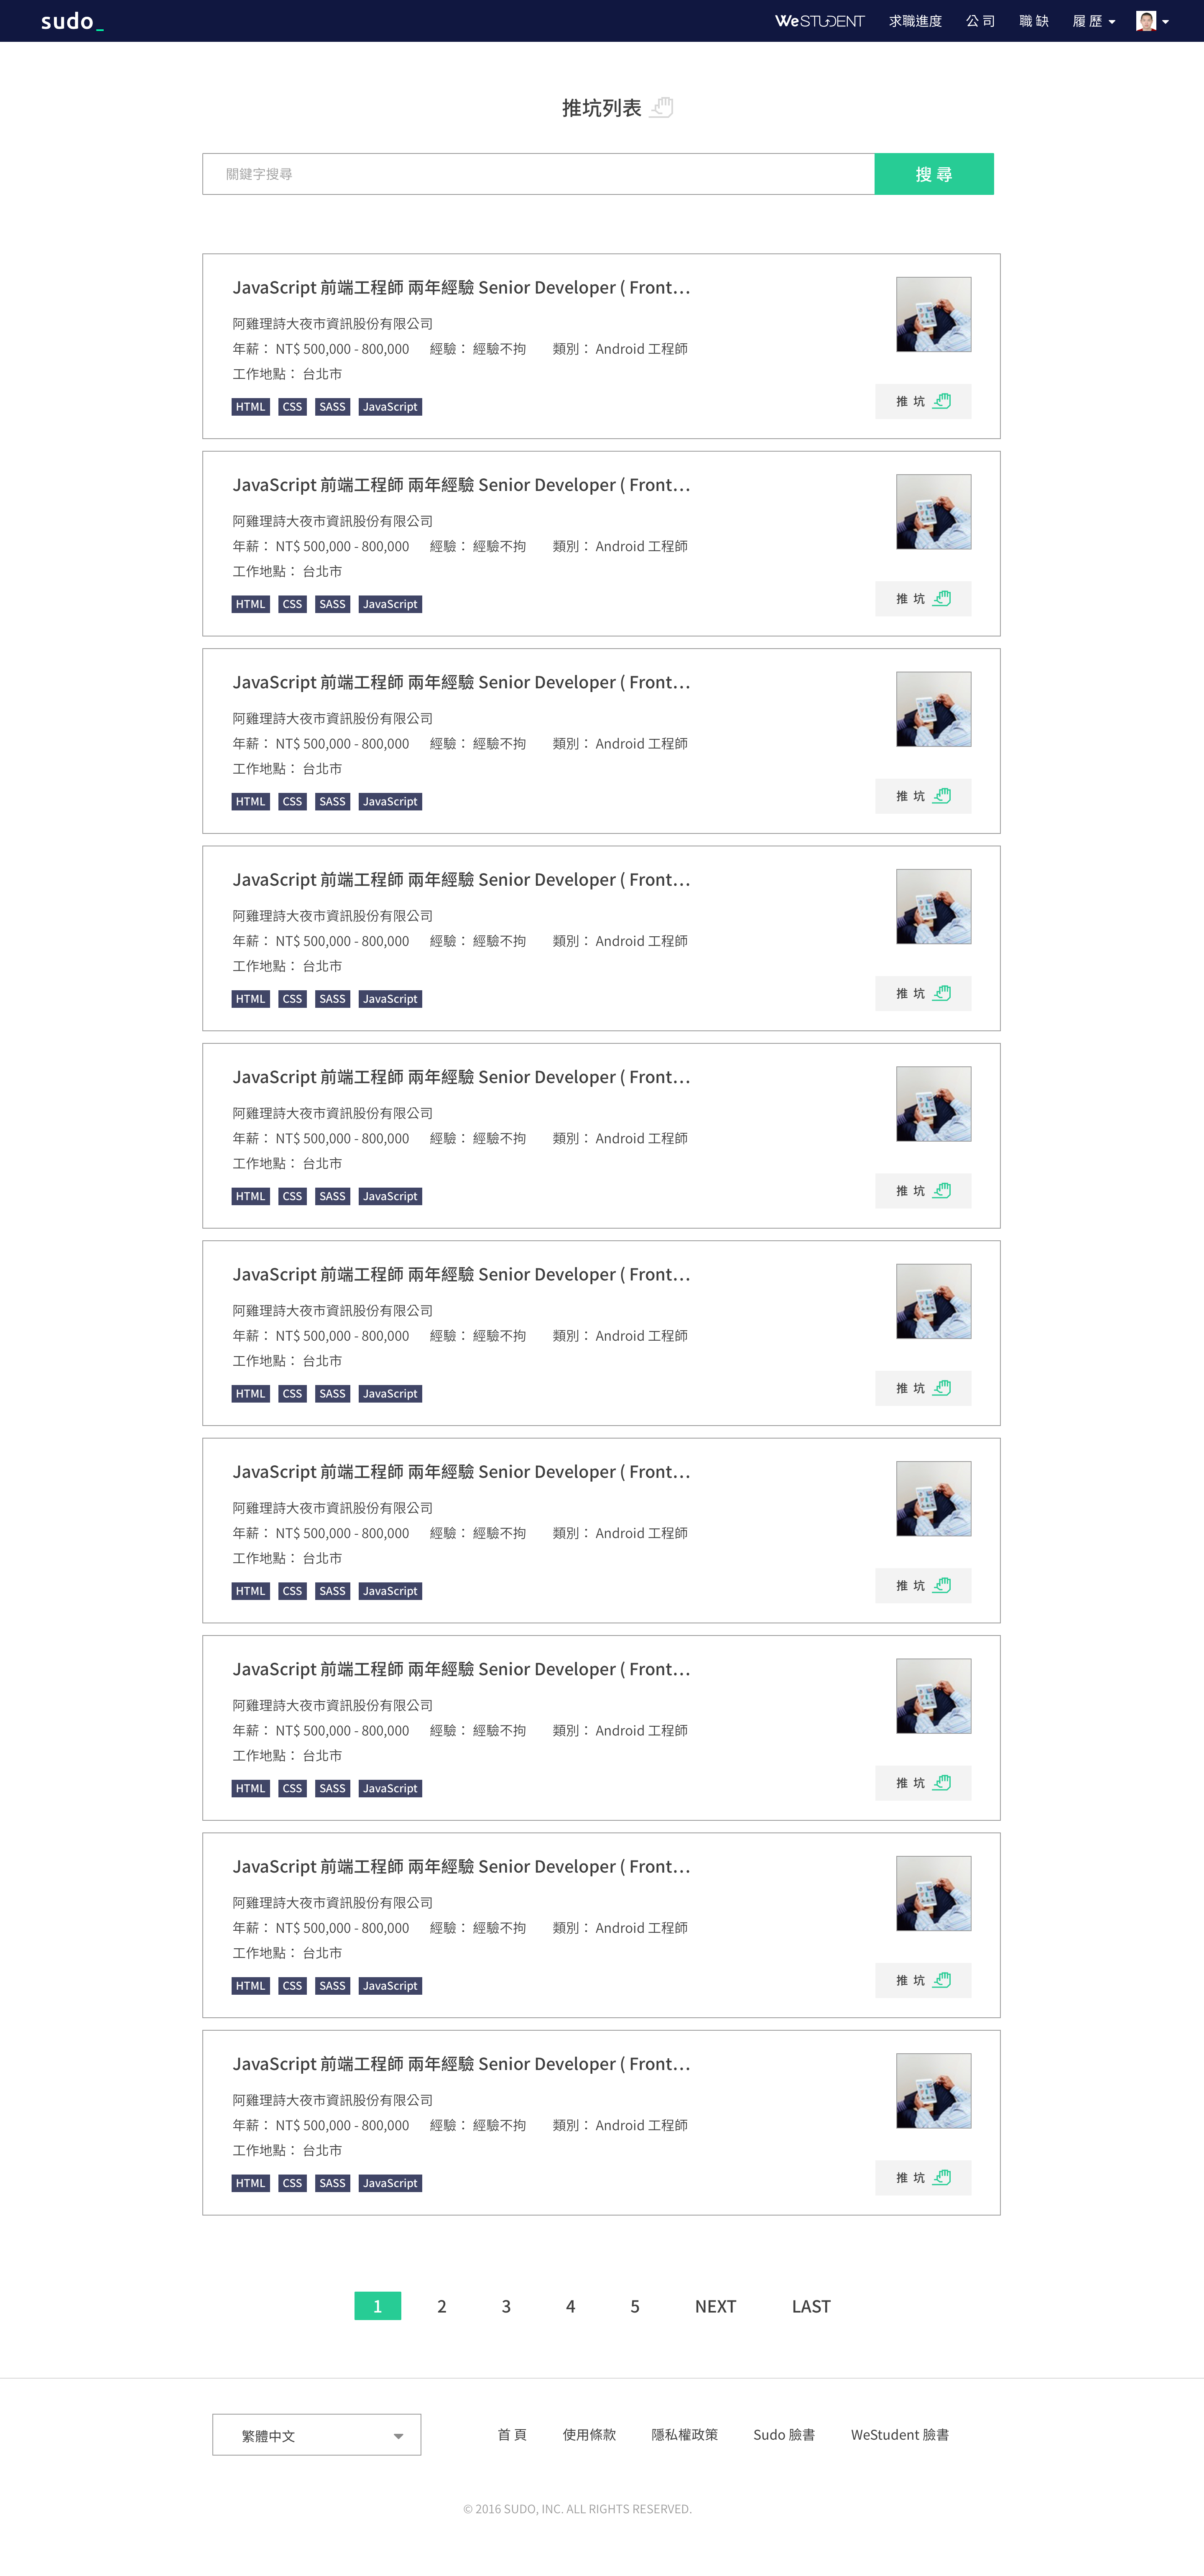 sudo_
WeSTUDENT 求職進度 公 司 職 缺 履 歷
推坑列表
關鍵字搜尋 搜 尋
JavaScript 前端工程師 兩年經驗 Senior Developer ( Front…
阿雞理詩大夜市資訊股份有限公司
年薪： NT$ 500,000 - 800,000 經驗： 經驗不拘 類別： Android 工程師
工作地點： 台北市
推 坑
HTML CSS SASS JavaScript
JavaScript 前端工程師 兩年經驗 Senior Developer ( Front…
阿雞理詩大夜市資訊股份有限公司
年薪： NT$ 500,000 - 800,000 經驗： 經驗不拘 類別： Android 工程師
工作地點： 台北市
推 坑
HTML CSS SASS JavaScript
JavaScript 前端工程師 兩年經驗 Senior Developer ( Front…
阿雞理詩大夜市資訊股份有限公司
年薪： NT$ 500,000 - 800,000 經驗： 經驗不拘 類別： Android 工程師
工作地點： 台北市
推 坑
HTML CSS SASS JavaScript
JavaScript 前端工程師 兩年經驗 Senior Developer ( Front…
阿雞理詩大夜市資訊股份有限公司
年薪： NT$ 500,000 - 800,000 經驗： 經驗不拘 類別： Android 工程師
工作地點： 台北市
推 坑
HTML CSS SASS JavaScript
JavaScript 前端工程師 兩年經驗 Senior Developer ( Front…
阿雞理詩大夜市資訊股份有限公司
年薪： NT$ 500,000 - 800,000 經驗： 經驗不拘 類別： Android 工程師
工作地點： 台北市
推 坑
HTML CSS SASS JavaScript
JavaScript 前端工程師 兩年經驗 Senior Developer ( Front…
阿雞理詩大夜市資訊股份有限公司
年薪： NT$ 500,000 - 800,000 經驗： 經驗不拘 類別： Android 工程師
工作地點： 台北市
推 坑
HTML CSS SASS JavaScript
JavaScript 前端工程師 兩年經驗 Senior Developer ( Front…
阿雞理詩大夜市資訊股份有限公司
年薪： NT$ 500,000 - 800,000 經驗： 經驗不拘 類別： Android 工程師
工作地點： 台北市
推 坑
HTML CSS SASS JavaScript
JavaScript 前端工程師 兩年經驗 Senior Developer ( Front…
阿雞理詩大夜市資訊股份有限公司
年薪： NT$ 500,000 - 800,000 經驗： 經驗不拘 類別： Android 工程師
工作地點： 台北市
推 坑
HTML CSS SASS JavaScript
JavaScript 前端工程師 兩年經驗 Senior Developer ( Front…
阿雞理詩大夜市資訊股份有限公司
年薪： NT$ 500,000 - 800,000 經驗： 經驗不拘 類別： Android 工程師
工作地點： 台北市
推 坑
HTML CSS SASS JavaScript
JavaScript 前端工程師 兩年經驗 Senior Developer ( Front…
阿雞理詩大夜市資訊股份有限公司
年薪： NT$ 500,000 - 800,000 經驗： 經驗不拘 類別： Android 工程師
工作地點： 台北市
推 坑
HTML CSS SASS JavaScript
1 2 3 4 5 NEXT LAST
繁體中文 首 頁 使用條款 隱私權政策 Sudo 臉書 WeStudent 臉書
© 2016 SUDO, INC. ALL RIGHTS RESERVED.